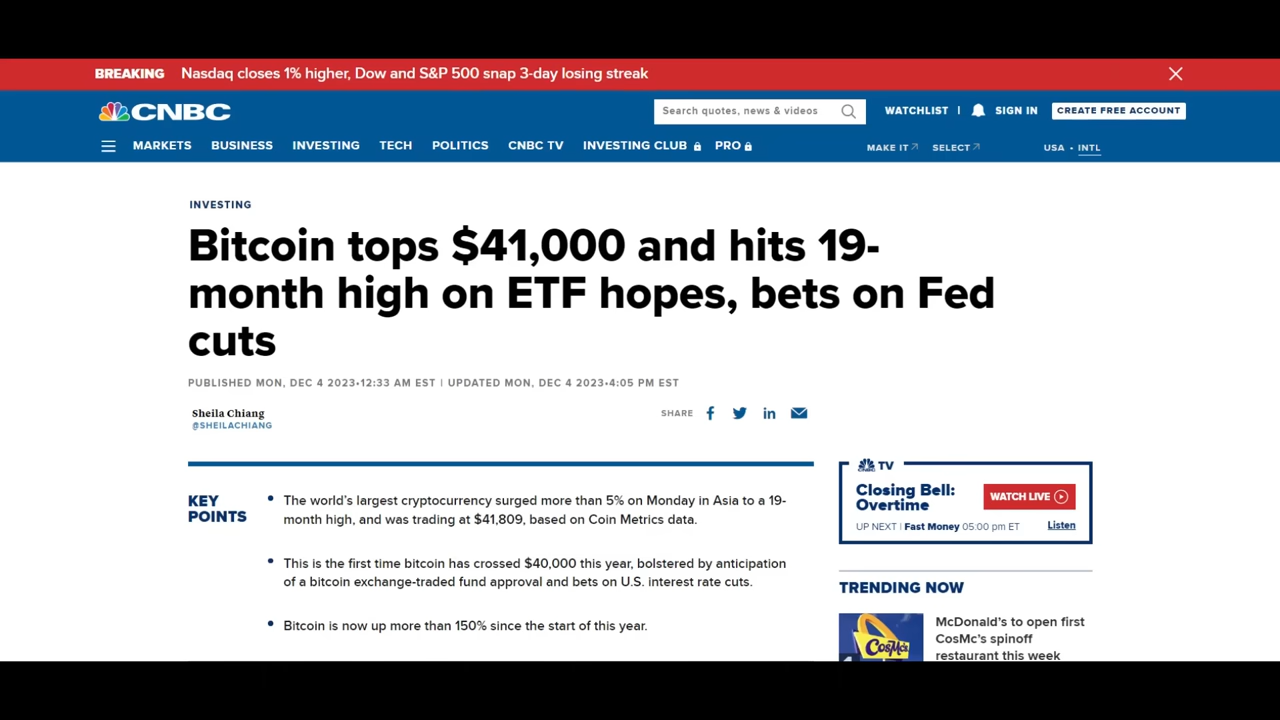 BREAKING Nasdaq closes 1% higher, Dow and S&P 500 snap 3-day losing streak
CNBC
Search quotes, news & videos
WATCHLIST | SIGN IN CREATE FREE ACCOUNT
MARKETS BUSINESS INVESTING TECH POLITICS CNBC TV INVESTING CLUB PRO MAKE IT SELECT USA • INTL
INVESTING
Bitcoin tops $41,000 and hits 19-
month high on ETF hopes, bets on Fed
cuts
PUBLISHED MON, DEC 4 2023•12:33 AM EST | UPDATED MON, DEC 4 2023•4:05 PM EST
Sheila Chiang
@SHEILACHIANG
SHARE
KEY
POINTS
• The world's largest cryptocurrency surged more than 5% on Monday in Asia to a 19-
month high, and was trading at $41,809, based on Coin Metrics data.
• This is the first time bitcoin has crossed $40,000 this year, bolstered by anticipation
of a bitcoin exchange-traded fund approval and bets on U.S. interest rate cuts.
• Bitcoin is now up more than 150% since the start of this year.
CNBC TV
Closing Bell:
Overtime
WATCH LIVE
UP NEXT | Fast Money 05:00 pm ET
Listen
TRENDING NOW
CosMc's
McDonald's to open first
CosMc's spinoff
restaurant this week